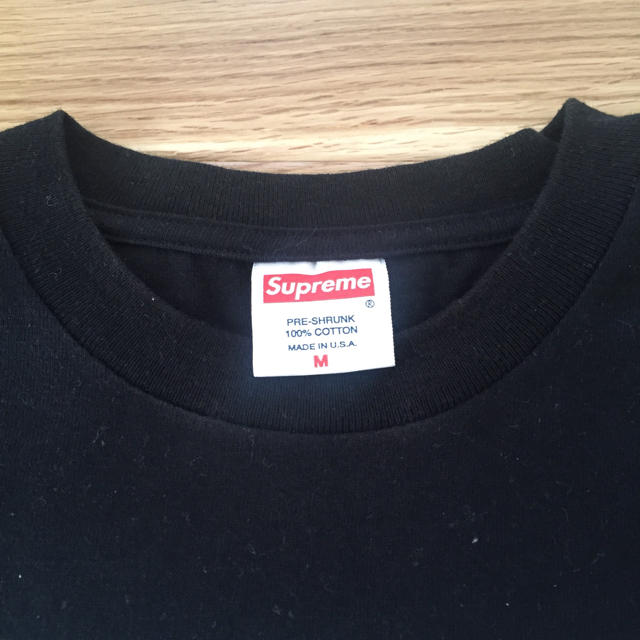 Supreme
®
PRE-SHRUNK
100% COTTON
MADE IN U.S.A.
M